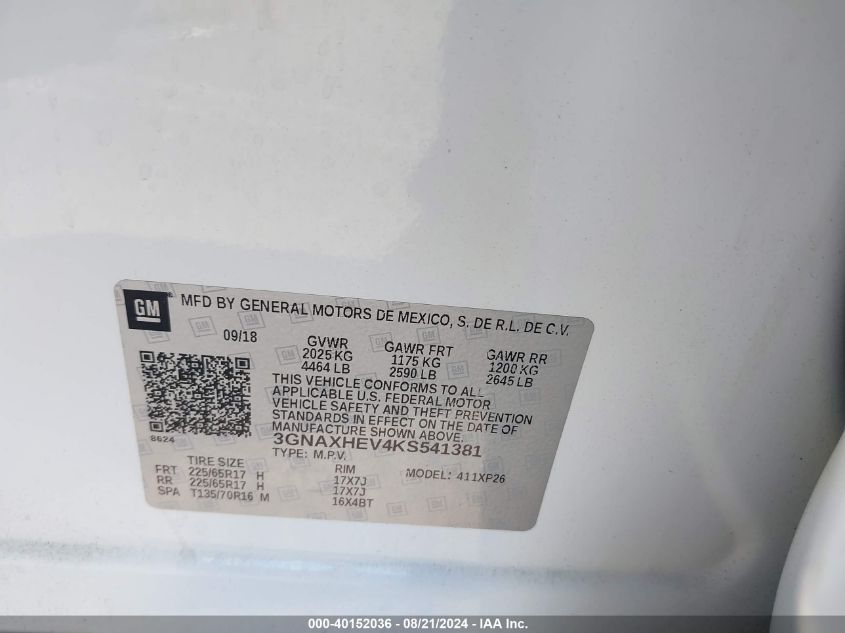 GM ® MFD BY GENERAL MOTORS DE MEXICO, S. DE R.L. DE C.V.
09/18 GVWR GAWR FRT GAWR RR
2025 KG 1175 KG 1200 KG
4464 LB 2590 LB 2645 LB
THIS VEHICLE CONFORMS TO ALL
APPLICABLE U.S. FEDERAL MOTOR
VEHICLE SAFETY AND THEFT PREVENTION
STANDARDS IN EFFECT ON THE DATE OF
MANUFACTURE SHOWN ABOVE.
8624 3GNAXHEV4KS541381
TYPE: M.P.V. MODEL: 411XP26
TIRE SIZE RIM
FRT 225/65R17 H 17X7J
RR 225/65R17 H 17X7J
SPA T135/70R16 M 16X4BT
000-40152036 - 08/21/2024 - IAA Inc.